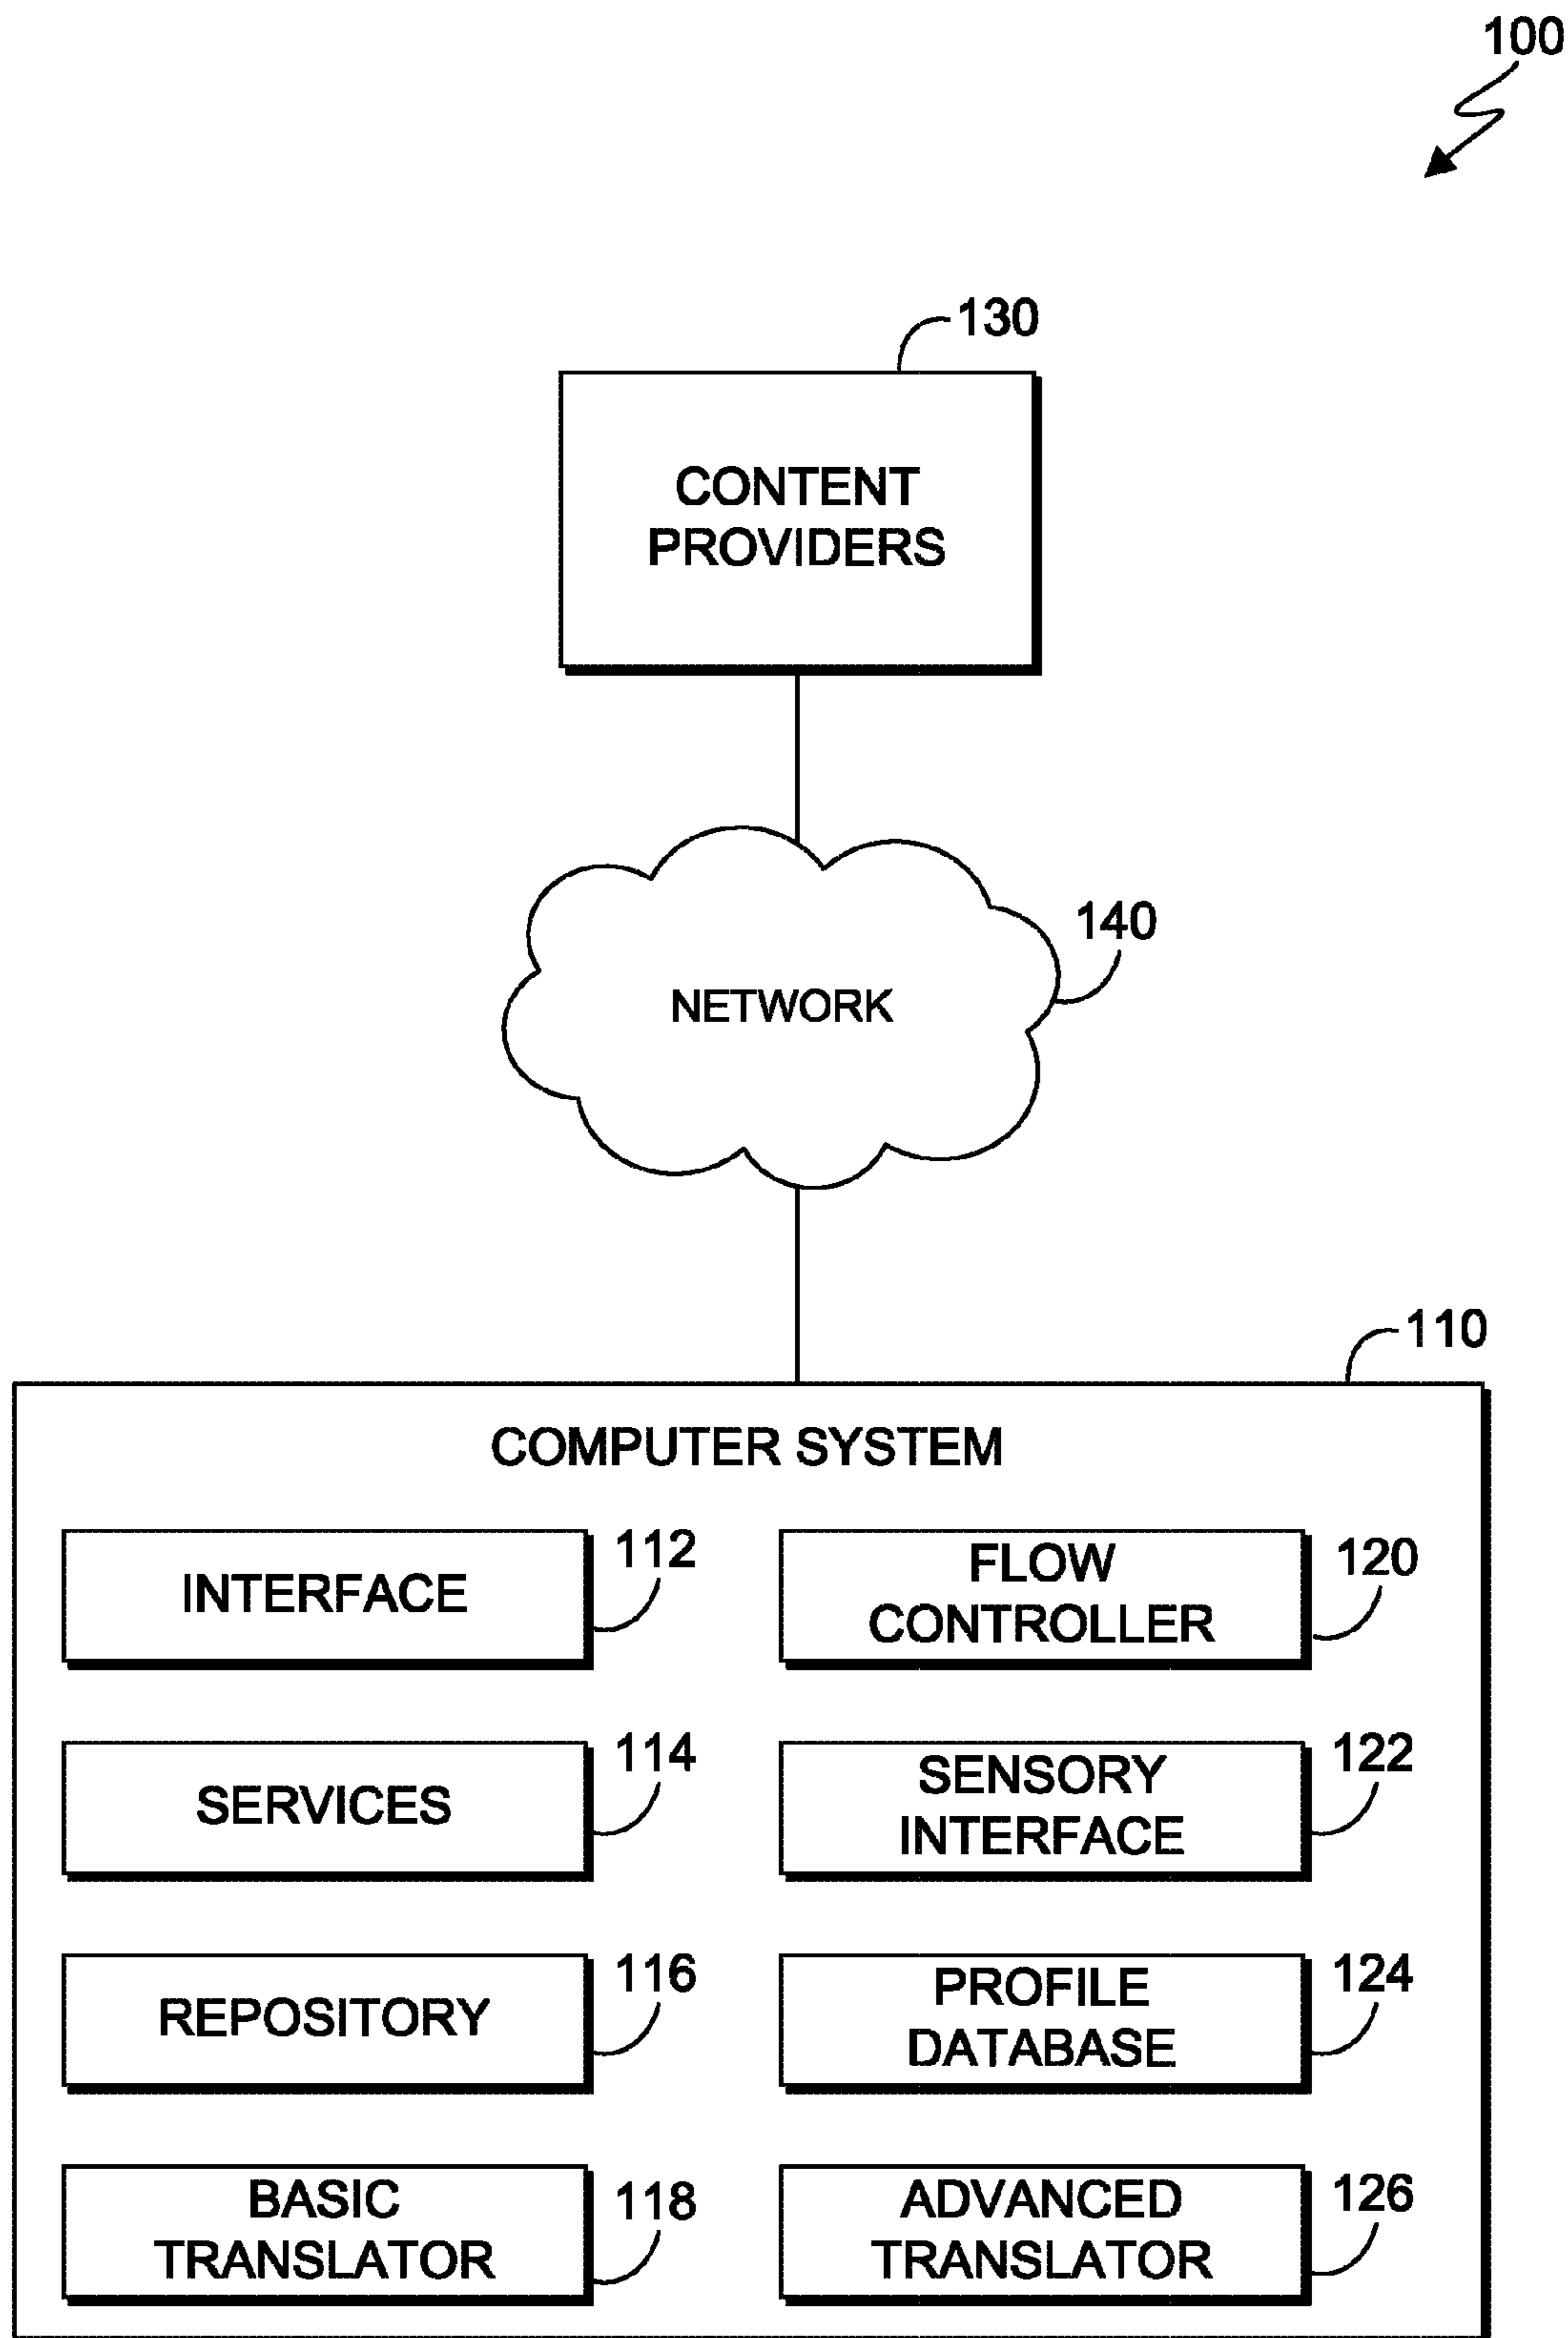 100
130
CONTENT
PROVIDERS
140
NETWORK
110
COMPUTER SYSTEM
INTERFACE
112
FLOW
CONTROLLER
120
SERVICES
114
SENSORY
INTERFACE
122
REPOSITORY
116
PROFILE
DATABASE
124
BASIC
TRANSLATOR
118
ADVANCED
TRANSLATOR
126